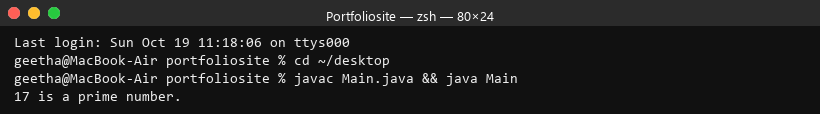 Portfoliosite — zsh — 80×24
Last login: Sun Oct 19 11:18:06 on ttys000
geetha@MacBook-Air portfoliosite % cd ~/desktop
geetha@MacBook-Air portfoliosite % javac Main.java && java Main
17 is a prime number.